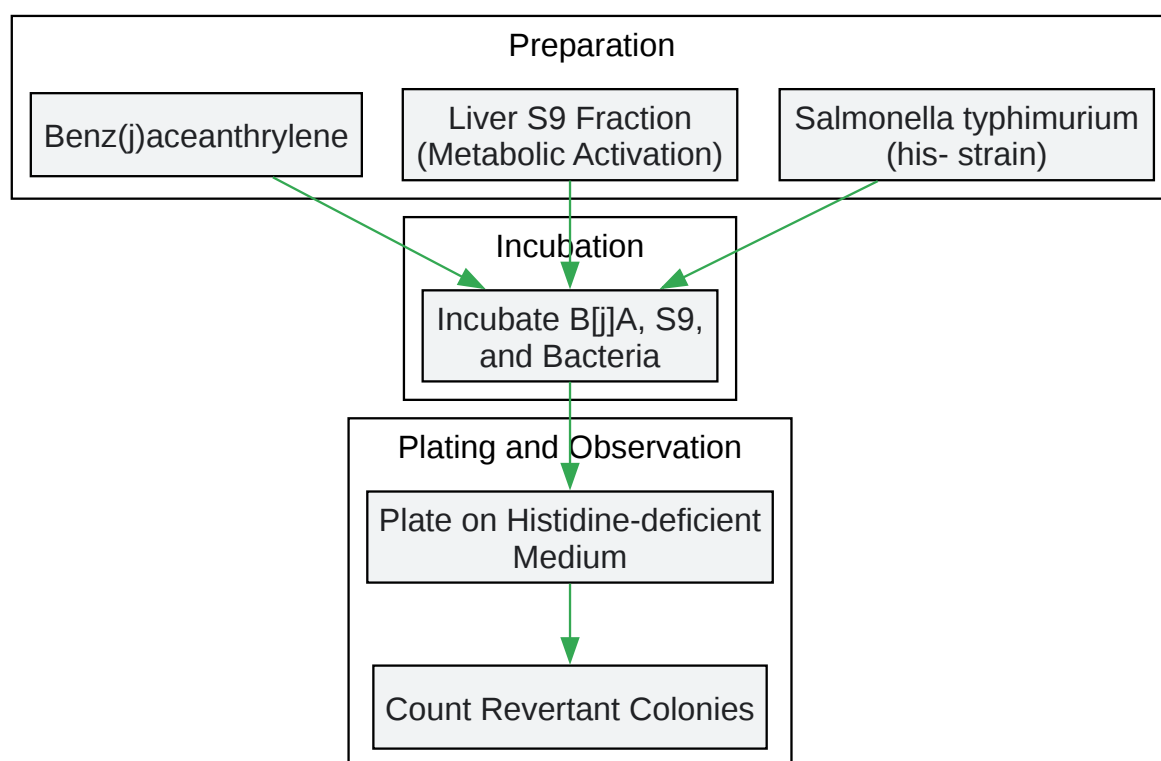 Preparation
Benz(j)aceanthrylene
Liver S9 Fraction
(Metabolic Activation)
Salmonella typhimurium
(his- strain)
Incubation
Incubate B[j]A, S9,
and Bacteria
Plating and Observation
Plate on Histidine-deficient
Medium
Count Revertant Colonies